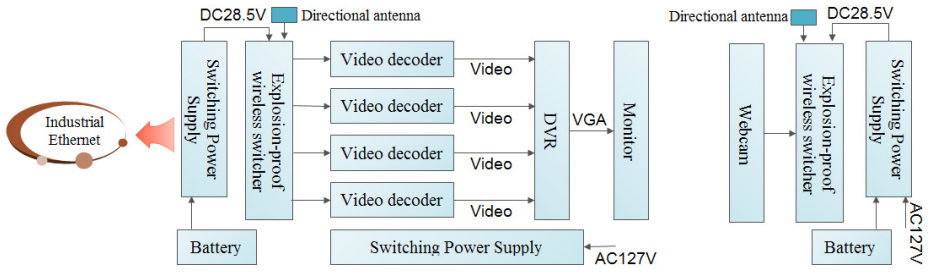 DC28.5V
Directional antenna
Industrial
Ethernet
Switching Power
Supply
Explosion-proof
wireless switcher
Video decoder
Video
Video decoder
Video
Video decoder
Video
Video decoder
Video
DVR
VGA
Monitor
Battery
Switching Power Supply
AC127V
Directional antenna
DC28.5V
Webcam
Explosion-proof
wireless switcher
Switching Power
Supply
Battery
AC127V